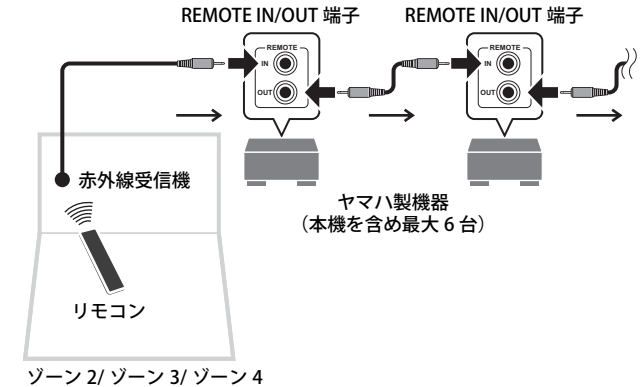 REMOTE IN/OUT 端子
REMOTE IN/OUT 端子
REMOTE
IN
OUT
REMOTE
IN
OUT
赤外線受信機
ヤマハ製機器
（本機を含め最大 6 台）
リモコン
ゾーン 2/ ゾーン 3/ ゾーン 4